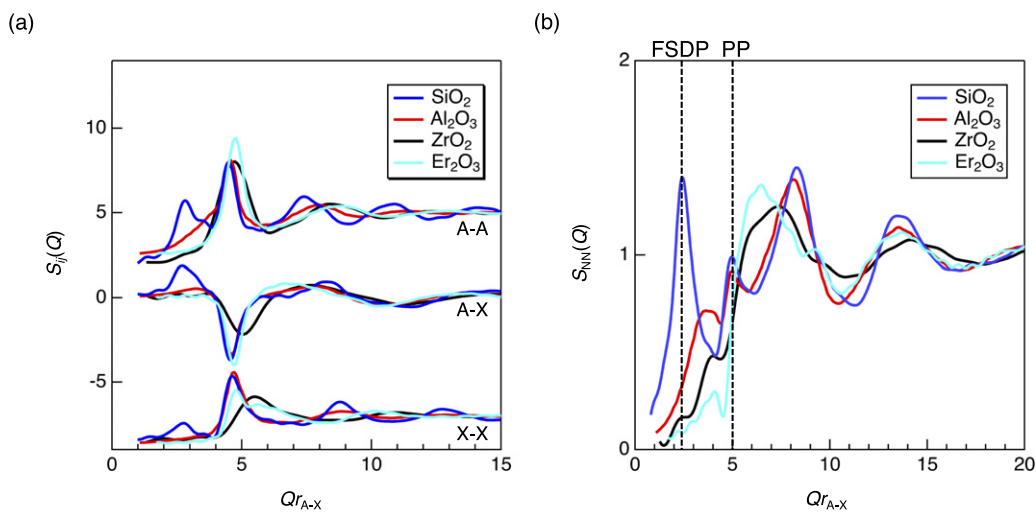 (a)
SiO₂
Al₂O₃
ZrO₂
Er₂O₃
10
5
0
-5
A-A
A-X
X-X
Sᵢⱼ(Q)
0
5
10
15
QrA-X
(b)
FSDP
PP
SiO₂
Al₂O₃
ZrO₂
Er₂O₃
2
1
0
SNN(Q)
0
5
10
15
20
QrA-X